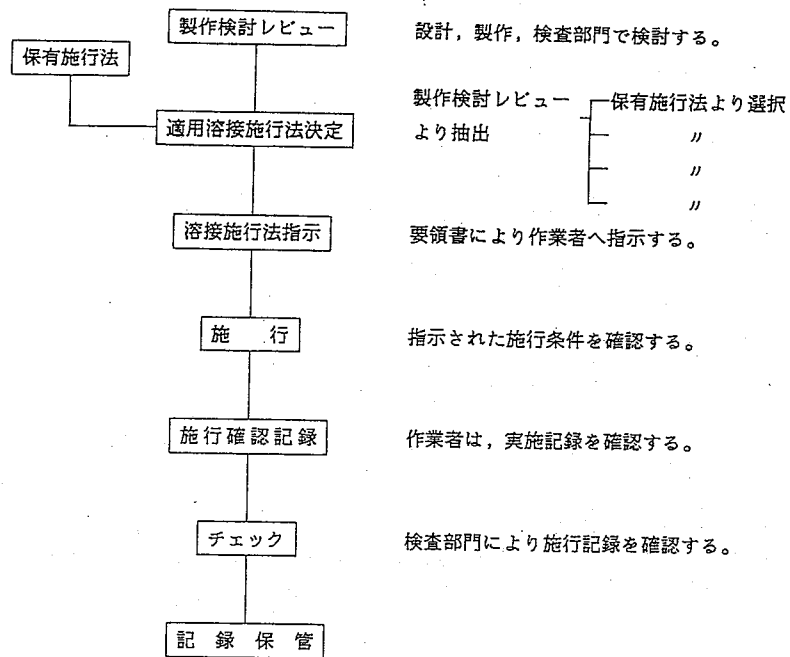 製作検討レビュー
設計，製作，検査部門で検討する。
保有施行法
製作検討レビュー
より抽出
保有施行法より選択
〃
〃
〃
適用溶接施行法決定
溶接施行法指示
要領書により作業者へ指示する。
施　行
指示された施行条件を確認する。
施行確認記録
作業者は，実施記録を確認する。
チェック
検査部門により施行記録を確認する。
記録保管